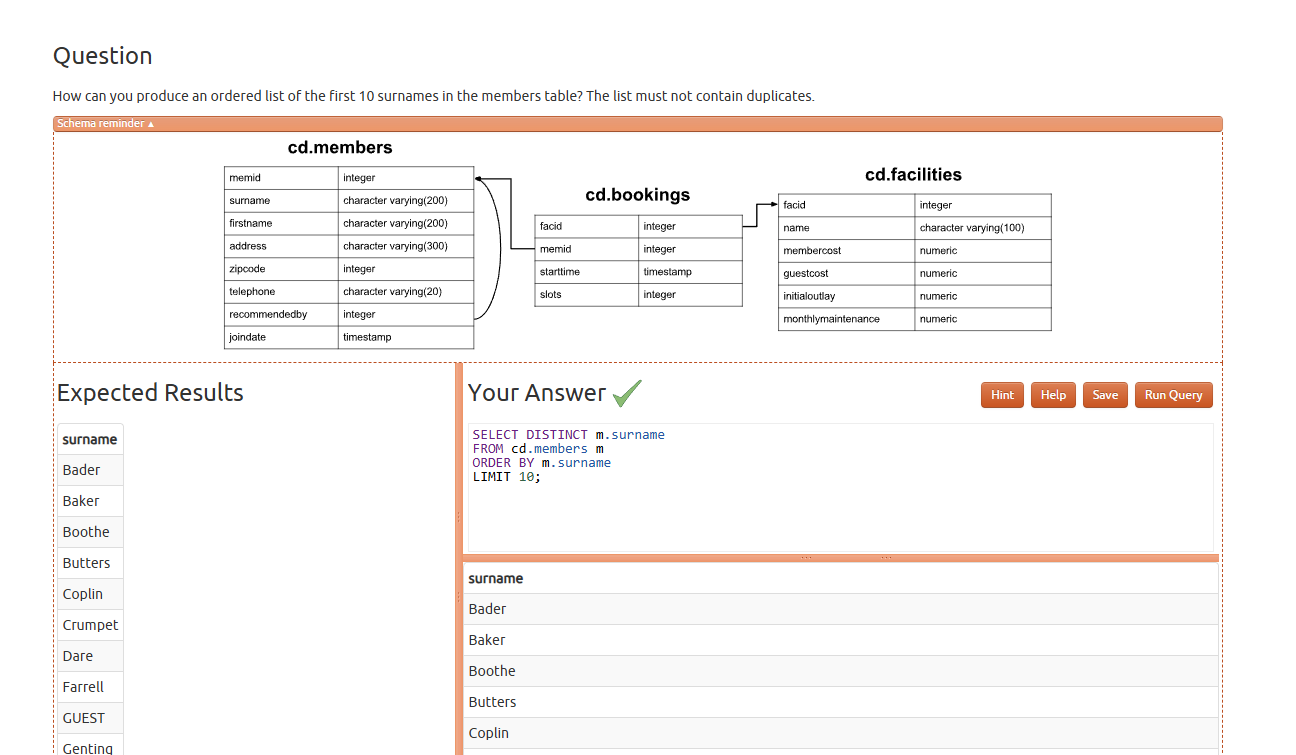 Question
How can you produce an ordered list of the first 10 surnames in the members table? The list must not contain duplicates.
Schema reminder ▲
cd.members
memid integer
surname character varying(200)
firstname character varying(200)
address character varying(300)
zipcode integer
telephone character varying(20)
recommendedby integer
joindate timestamp
cd.bookings
facid integer
memid integer
starttime timestamp
slots integer
cd.facilities
facid integer
name character varying(100)
membercost numeric
guestcost numeric
initialoutlay numeric
monthlymaintenance numeric
Expected Results
surname
Bader
Baker
Boothe
Butters
Coplin
Crumpet
Dare
Farrell
GUEST
Genting
Your Answer
Hint Help Save Run Query
SELECT DISTINCT m.surname
FROM cd.members m
ORDER BY m.surname
LIMIT 10;
surname
Bader
Baker
Boothe
Butters
Coplin